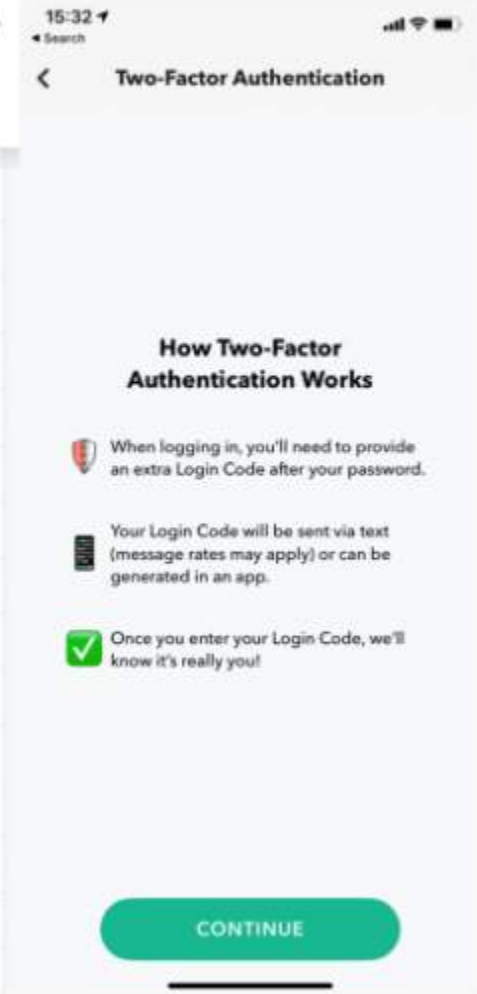 15:32
Search
Two-Factor Authentication
How Two-Factor
Authentication Works
When logging in, you'll need to provide
an extra Login Code after your password.
Your Login Code will be sent via text
(message rates may apply) or can be
generated in an app.
Once you enter your Login Code, we'll
know it's really you!
CONTINUE